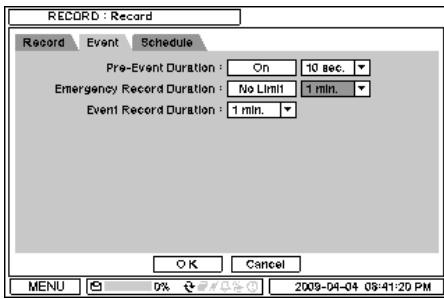 RECORD : Record
Record Event Schedule
Pre-Event Duration : On 10 sec.
Emergency Record Duration : No Limit 1 min.
Event Record Duration : 1 min.
OK Cancel
MENU 0% 2009-04-04 08:41:20 PM